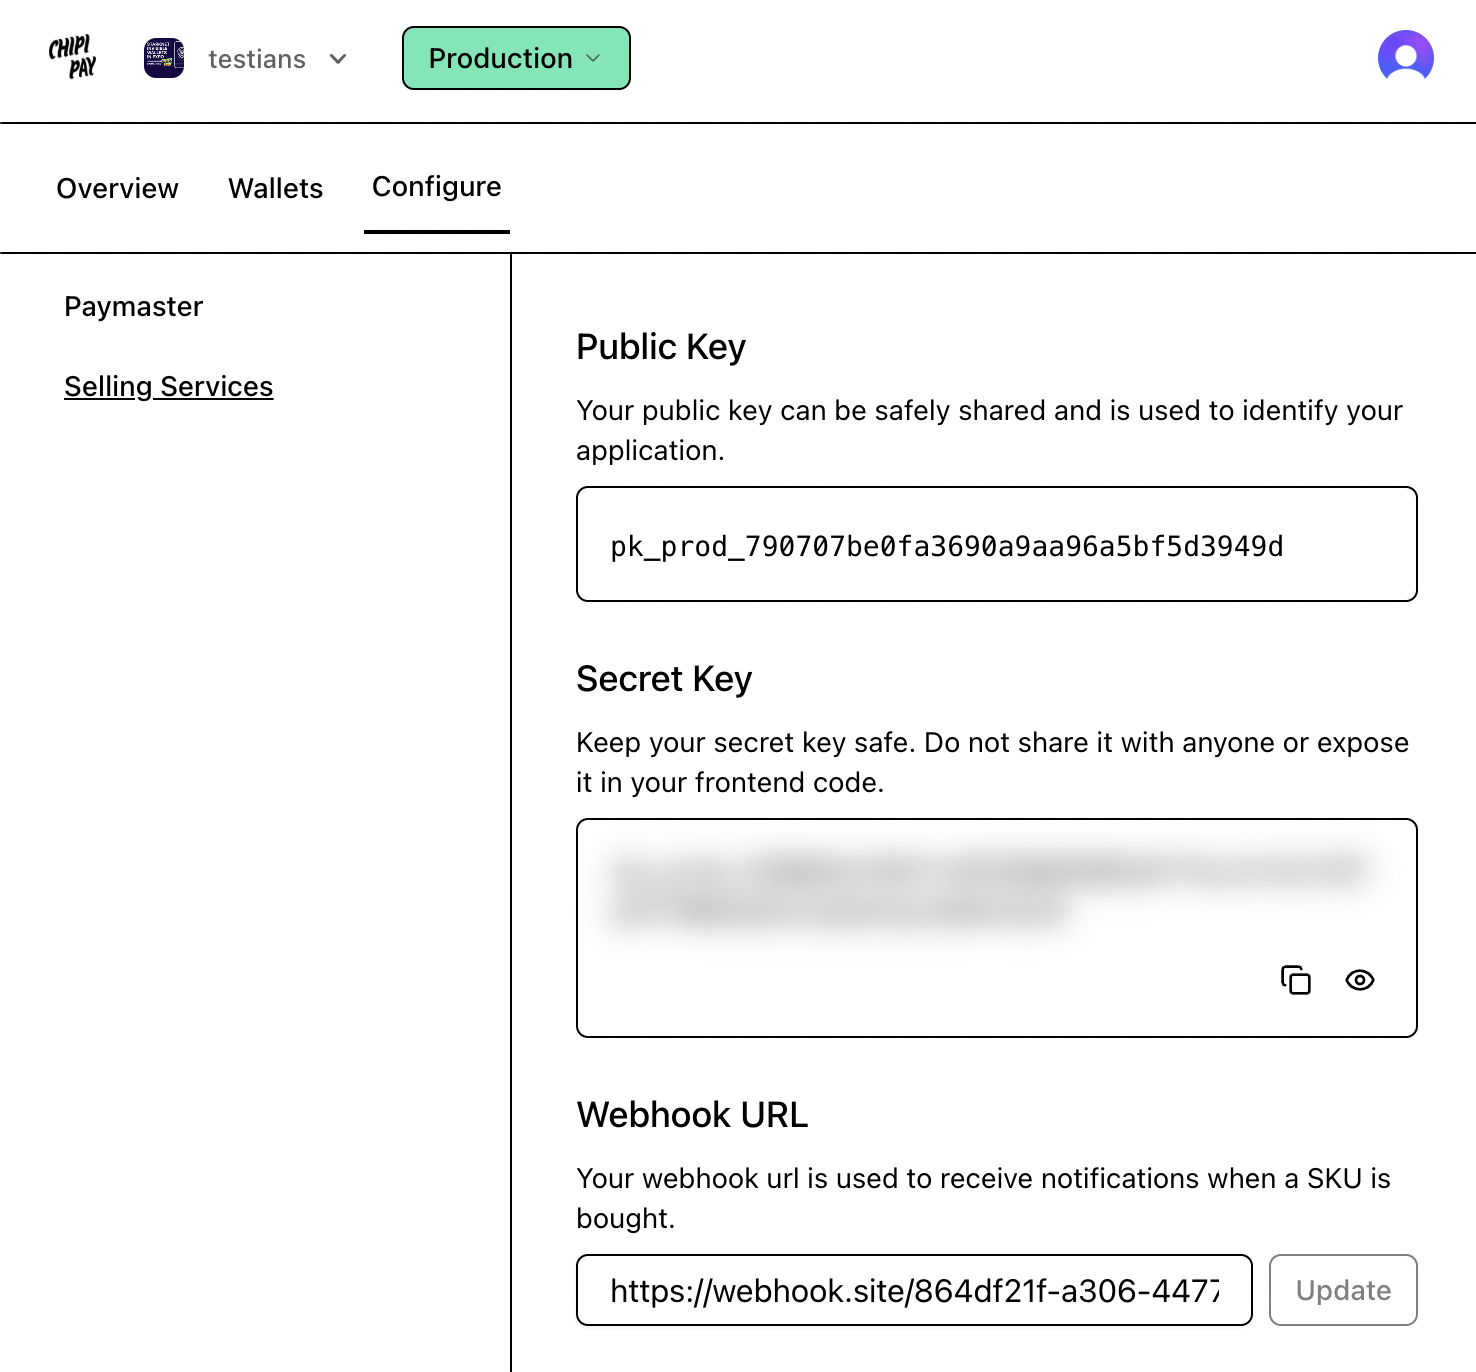 CHIPI
PAY
testians
Production
Overview
Wallets
Configure
Paymaster
Selling Services
Public Key
Your public key can be safely shared and is used to identify your
application.
pk_prod_790707be0fa3690a9aa96a5bf5d3949d
Secret Key
Keep your secret key safe. Do not share it with anyone or expose
it in your frontend code.
Webhook URL
Your webhook url is used to receive notifications when a SKU is
bought.
https://webhook.site/864df21f-a306-4477
Update